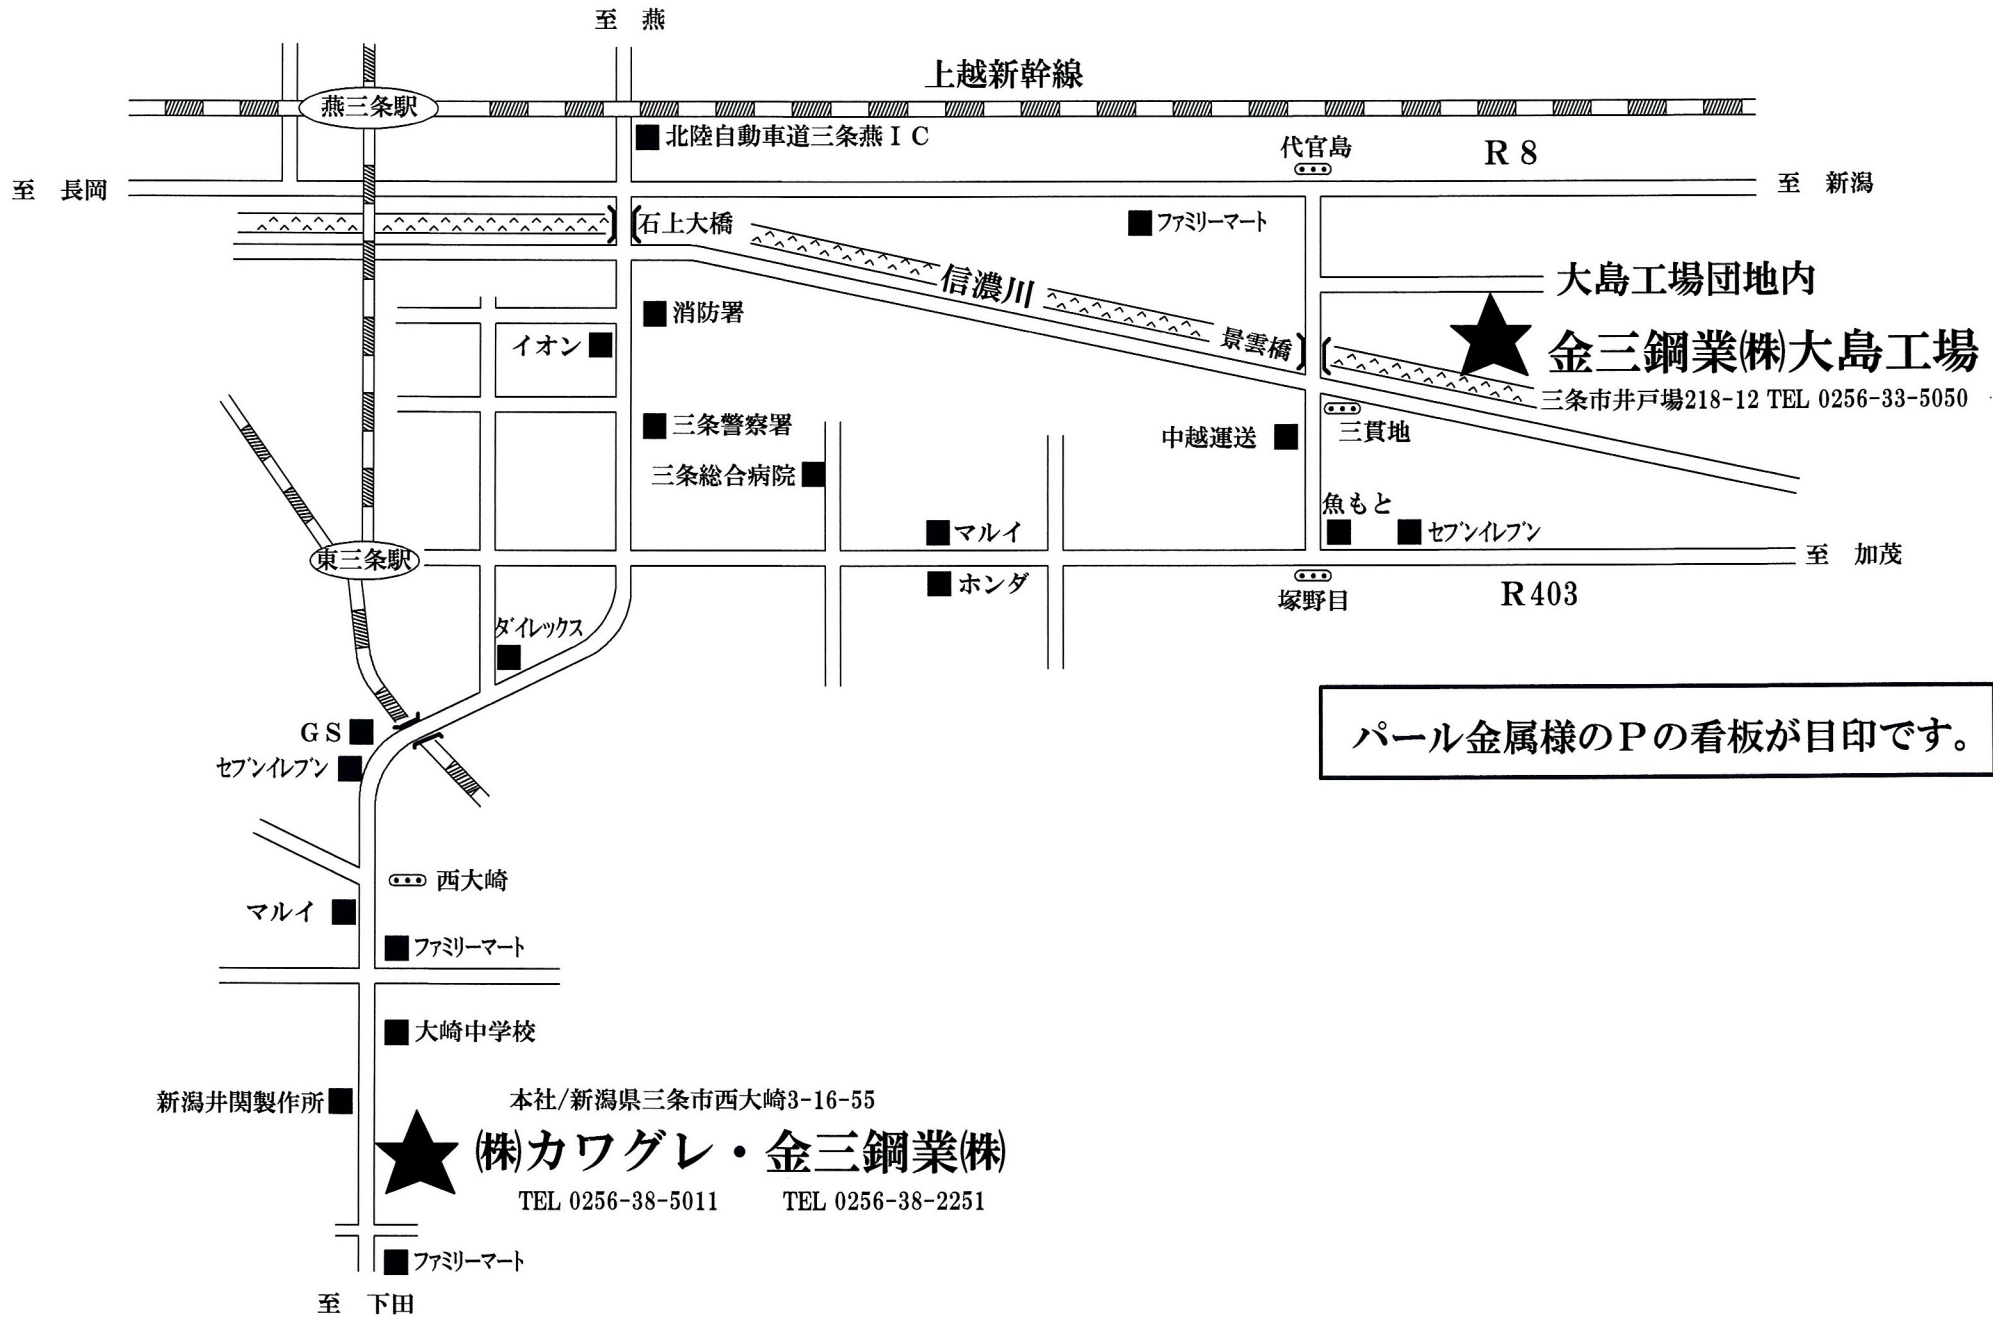 至　燕
上越新幹線
燕三条駅
北陸自動車道三条燕ＩＣ
代官島
Ｒ８
至　長岡
至　新潟
石上大橋
ファミリーマート
大島工場団地内
信濃川
消防署
景雲橋
イオン
金三鋼業㈱大島工場
三条市井戸場218-12 TEL 0256-33-5050
三条警察署
中越運送
三貫地
三条総合病院
魚もと
マルイ
セブンイレブン
東三条駅
至　加茂
ホンダ
塚野目
Ｒ403
ダイレックス
ＧＳ
パール金属様のＰの看板が目印です。
セブンイレブン
西大崎
マルイ
ファミリーマート
大崎中学校
新潟井関製作所
本社/新潟県三条市西大崎3-16-55
㈱カワグレ・金三鋼業㈱
TEL 0256-38-5011　TEL 0256-38-2251
ファミリーマート
至　下田